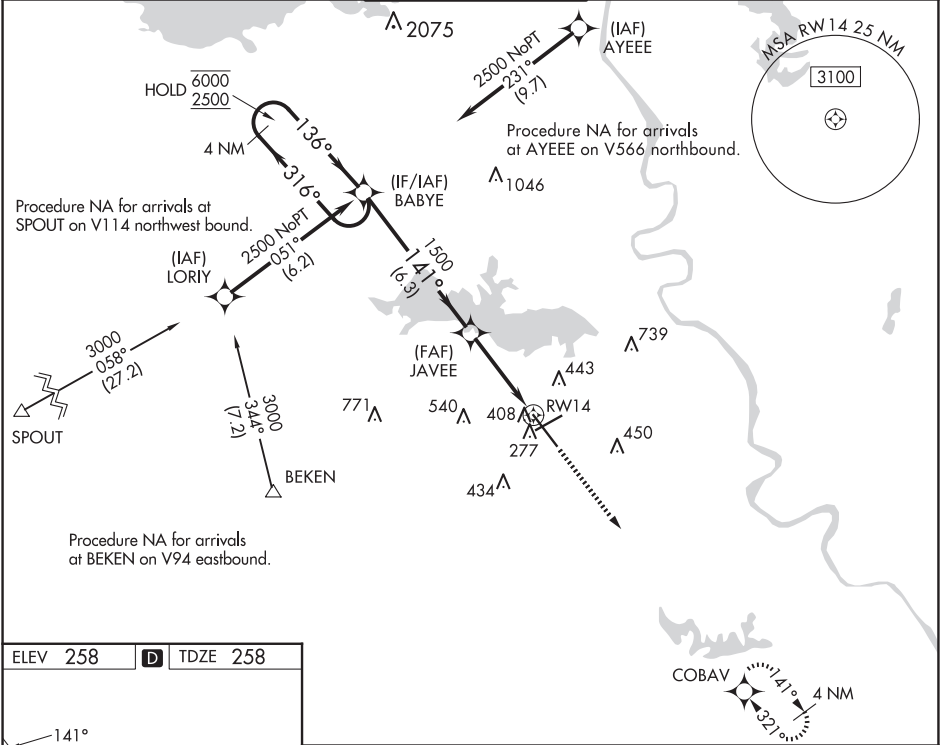 2075
(IAF)
AYEEE
2500 NoPT
231°
(9.7)
MSA RW14 25 NM
3100
HOLD 6000
2500
4 NM
136°
316°
Procedure NA for arrivals
at AYEEE on V566 northbound.
(IF/IAF)
BABYE
1046
Procedure NA for arrivals at
SPOUT on V114 northwest bound.
2500 NoPT
051°
(6.2)
(IAF)
LORIY
1500
141°
(6.3)
3000
058°
(27.2)
SPOUT
(FAF)
JAVEE
739
443
3000
344°
(7.2)
771
540
408
RW14
277
450
434
BEKEN
Procedure NA for arrivals
at BEKEN on V94 eastbound.
ELEV 258 D TDZE 258
141°
COBAV
141°
4 NM
321°